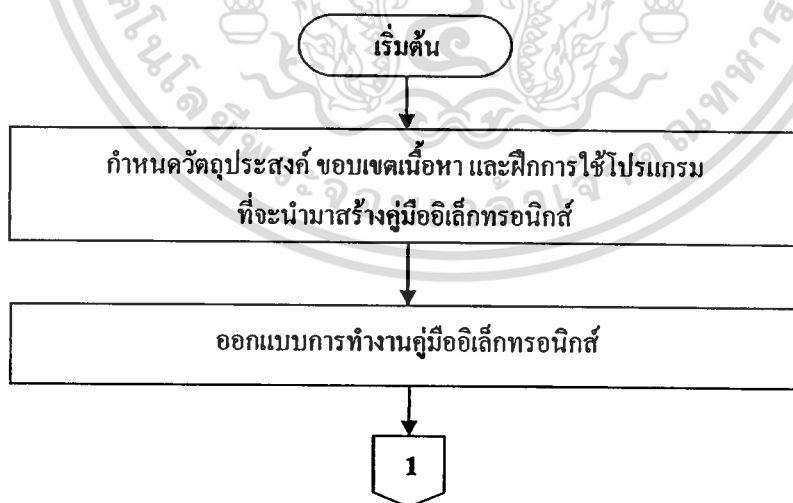 เริ่มต้น
กำหนดวัตถุประสงค์ ขอบเขตเนื้อหา และฝึกการใช้โปรแกรม
ที่จะนำมาสร้างคู่มืออิเล็กทรอนิกส์
ออกแบบการทำงานคู่มืออิเล็กทรอนิกส์
1